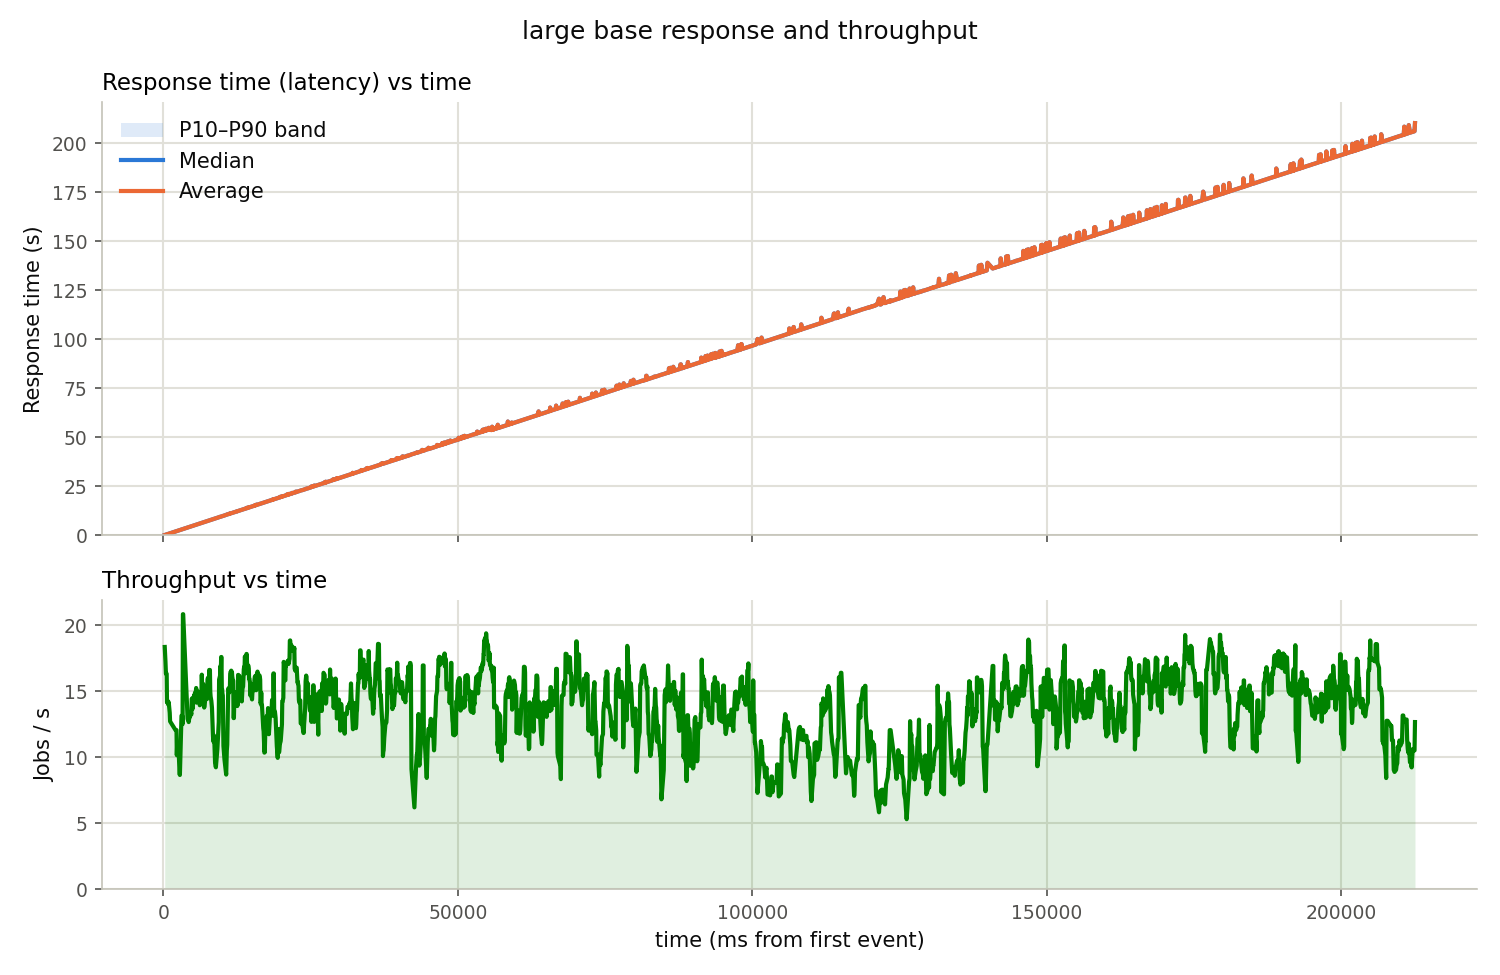 large base response and throughput
Response time (latency) vs time
P10–P90 band
Median
Average
Response time (s)
200
175
150
125
100
75
50
25
0
Throughput vs time
Jobs / s
20
15
10
5
0
0 50000 100000 150000 200000
time (ms from first event)